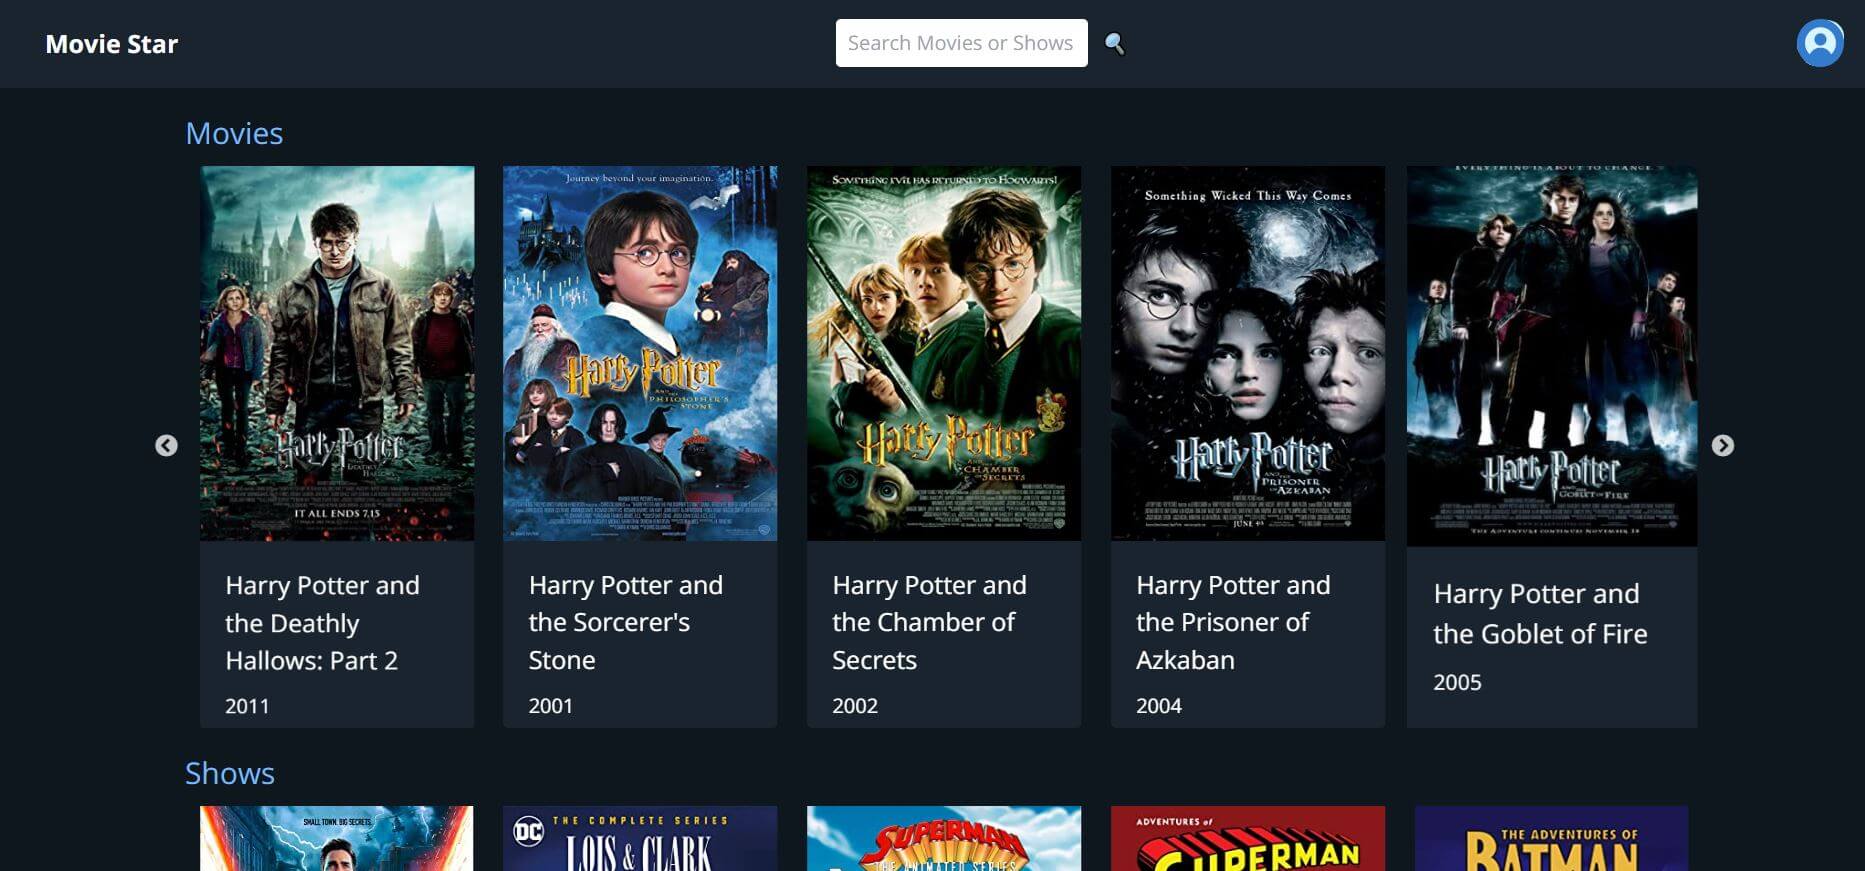 Movie Star
Search Movies or Shows
Movies
Harry Potter
AND THE
DEATHLY
IT ALL ENDS 7.15
Journey beyond your imagination.
Harry Potter
AND THE
PHILOSOPHER'S
STONE
SOMETHING EVIL HAS RETURNED TO HOGWARTS!
Harry Potter
AND THE
CHAMBER
OF SECRETS
Something Wicked This Way Comes
Harry Potter
AND THE
PRISONER
OF AZKABAN
JUNE 4
EVERYTHING IS ABOUT TO CHANGE.
Harry Potter
AND THE
GOBLET OF FIRE
THE ADVENTURE CONTINUES NOVEMBER 18
Harry Potter and
the Deathly
Hallows: Part 2
2011
Harry Potter and
the Sorcerer's
Stone
2001
Harry Potter and
the Chamber of
Secrets
2002
Harry Potter and
the Prisoner of
Azkaban
2004
Harry Potter and
the Goblet of Fire
2005
Shows
SMALL TOWN. BIG SECRETS.
DC
THE COMPLETE SERIES
LOIS & CLARK
SUPERMAN
THE ANIMATED SERIES
ADVENTURES of
SUPERMAN
THE ADVENTURES OF
BATMAN